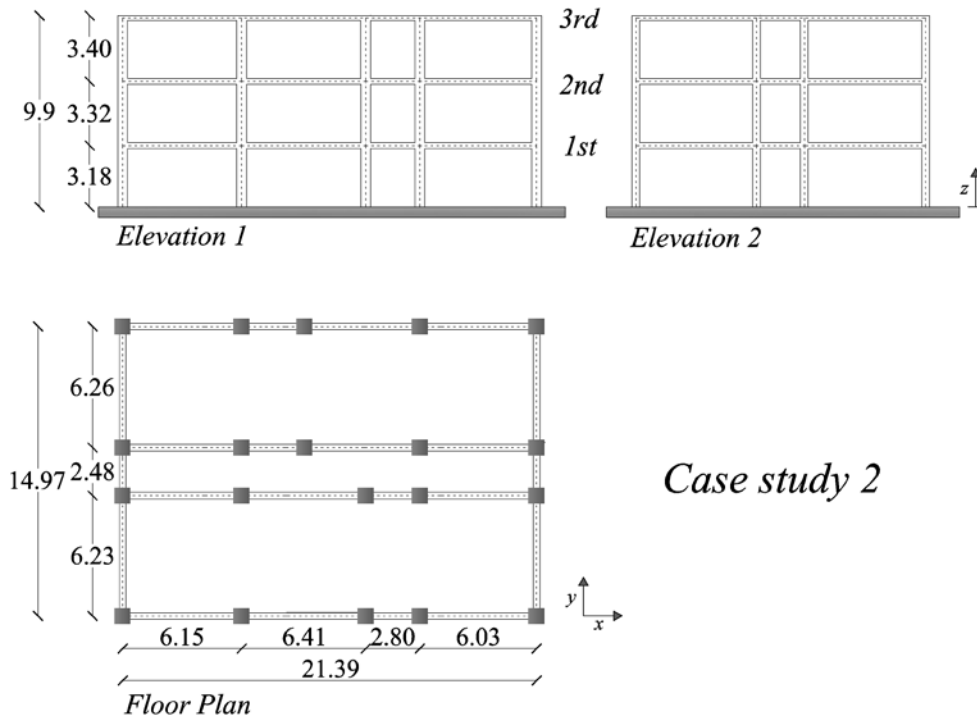 3rd
3.40
2nd
9.9
3.32
1st
3.18
z
Elevation 1
Elevation 2
6.26
14.97
2.48
Case study 2
6.23
y
x
6.15
6.41
2.80
6.03
21.39
Floor Plan